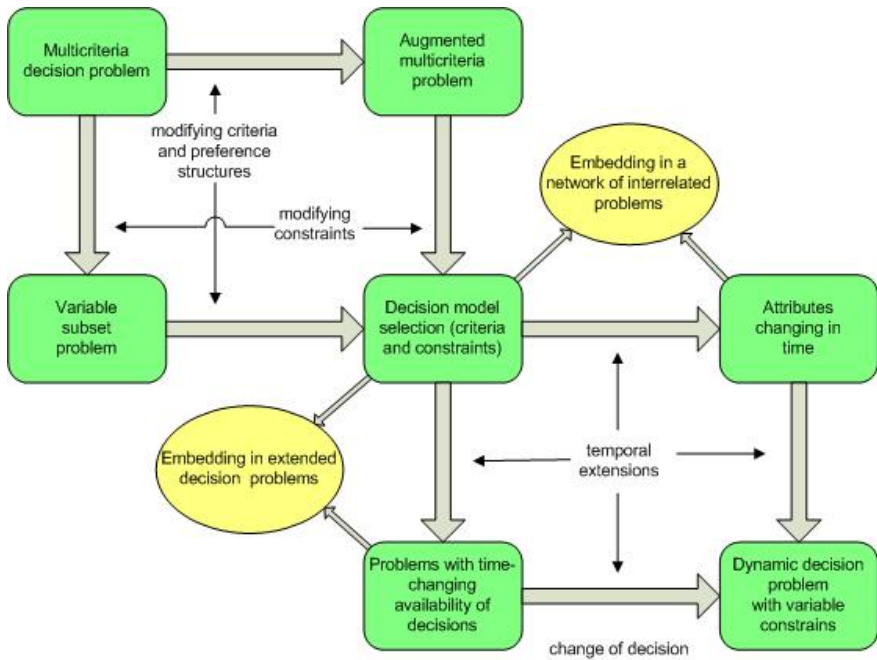 Multicriteria
decision problem
Augmented
multicriteria
problem
modifying criteria
and preference
structures
Embedding in a
network of interrelated
problems
modifying
constraints
Variable
subset
problem
Decision model
selection (criteria
and constraints)
Attributes
changing in
time
Embedding in extended
decision problems
temporal
extensions
Problems with time-
changing
availability of
decisions
Dynamic decision
problem
with variable
constrains
change of decision